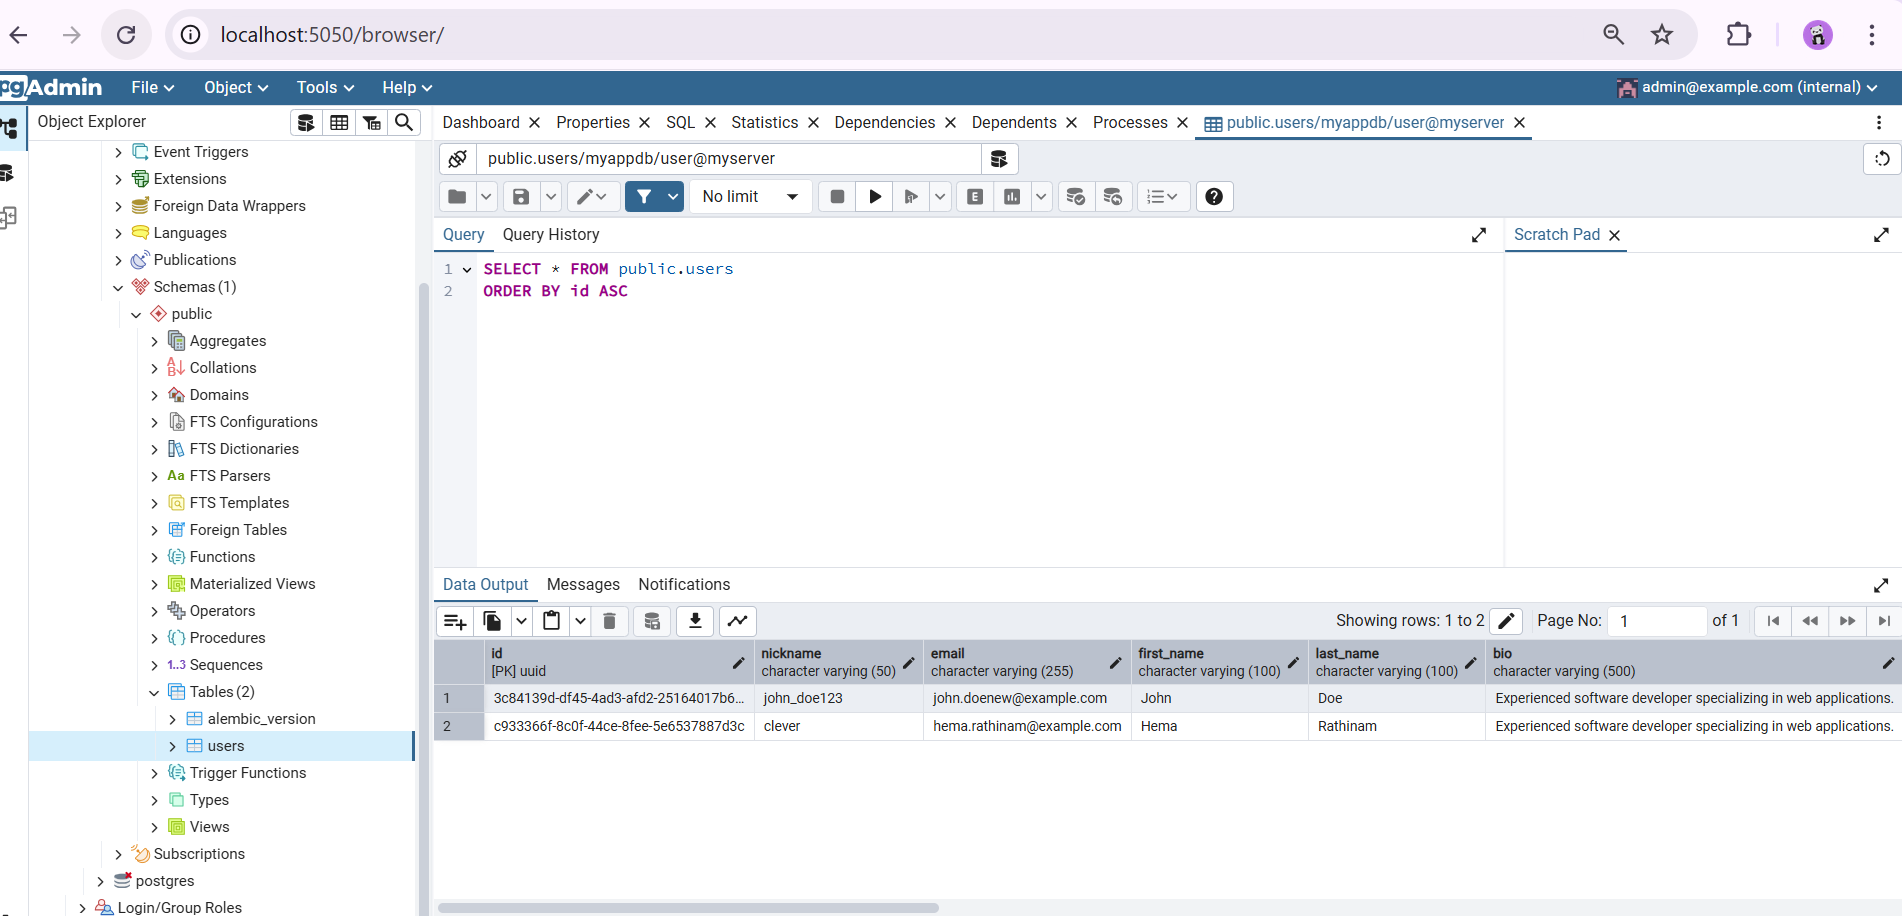 localhost:5050/browser/
pgAdmin File Object Tools Help admin@example.com (internal)
Object Explorer
Dashboard Properties SQL Statistics Dependencies Dependents Processes public.users/myappdb/user@myserver
public.users/myappdb/user@myserver
No limit
Query Query History
Scratch Pad
1 SELECT * FROM public.users
2 ORDER BY id ASC
Event Triggers
Extensions
Foreign Data Wrappers
Languages
Publications
Schemas (1)
public
Aggregates
Collations
Domains
FTS Configurations
FTS Dictionaries
Aa FTS Parsers
FTS Templates
Foreign Tables
Functions
Materialized Views
Operators
Procedures
1..3 Sequences
Tables (2)
alembic_version
users
Trigger Functions
Types
Views
Subscriptions
postgres
Login/Group Roles
Data Output Messages Notifications
Showing rows: 1 to 2 Page No: 1 of 1
id nickname email first_name last_name bio
[PK] uuid character varying (50) character varying (255) character varying (100) character varying (100) character varying (500)
1 3c84139d-df45-4ad3-afd2-25164017b6... john_doe123 john.doenew@example.com John Doe Experienced software developer specializing in web applications.
2 c933366f-8c0f-44ce-8fee-5e6537887d3c clever hema.rathinam@example.com Hema Rathinam Experienced software developer specializing in web applications.